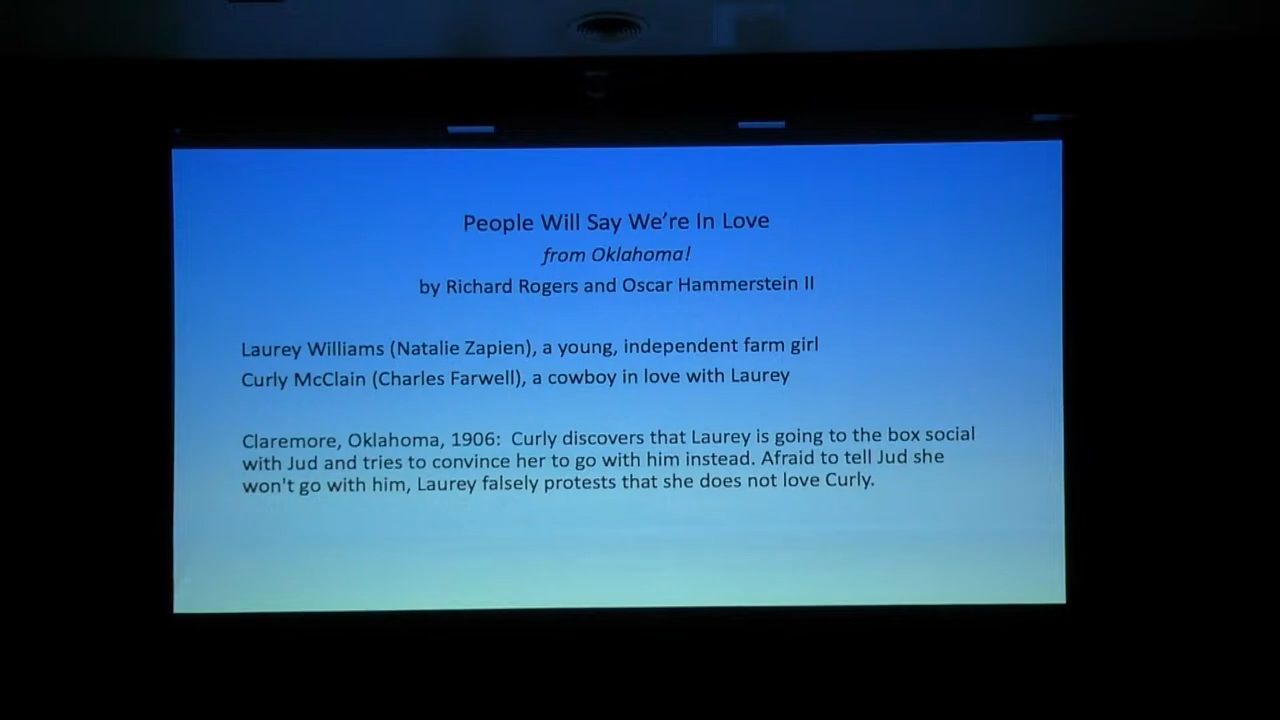 People Will Say We're In Love
from Oklahoma!
by Richard Rogers and Oscar Hammerstein II
Laurey Williams (Natalie Zapien), a young, independent farm girl
Curly McClain (Charles Farwell), a cowboy in love with Laurey
Claremore, Oklahoma, 1906:  Curly discovers that Laurey is going to the box social
with Jud and tries to convince her to go with him instead. Afraid to tell Jud she
won't go with him, Laurey falsely protests that she does not love Curly.